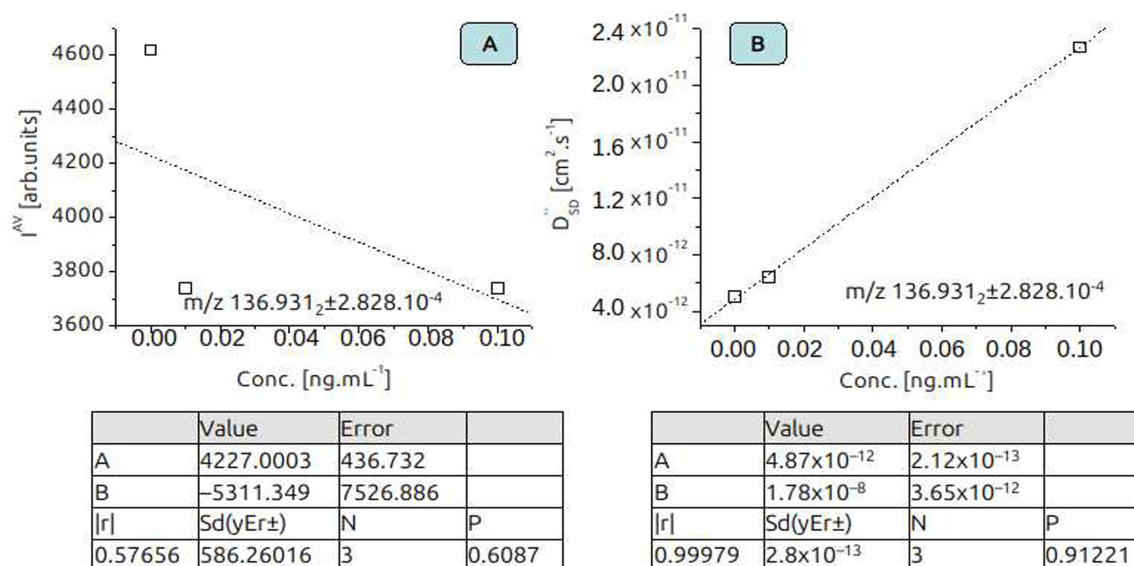 A
4600
4400
4200
4000
3800
3600
I^AV [arb.units]
m/z 136.931₂±2.828.10⁻⁴
0.00 0.02 0.04 0.06 0.08 0.10
Conc. [ng.mL⁻¹]
B
2.4 x10⁻¹¹
2.0 x10⁻¹¹
1.6 x10⁻¹¹
1.2 x10⁻¹¹
8.0 x10⁻¹²
4.0 x10⁻¹²
D''_SD [cm².s⁻¹]
m/z 136.931₂±2.828.10⁻⁴
0.00 0.02 0.04 0.06 0.08 0.10
Conc. [ng.mL⁻¹]
Value Error
A 4227.0003 436.732
B –5311.349 7526.886
|r| Sd(yEr±) N P
0.57656 586.26016 3 0.6087
Value Error
A 4.87x10⁻¹² 2.12x10⁻¹³
B 1.78x10⁻⁸ 3.65x10⁻¹²
|r| Sd(yEr±) N P
0.99979 2.8x10⁻¹³ 3 0.91221